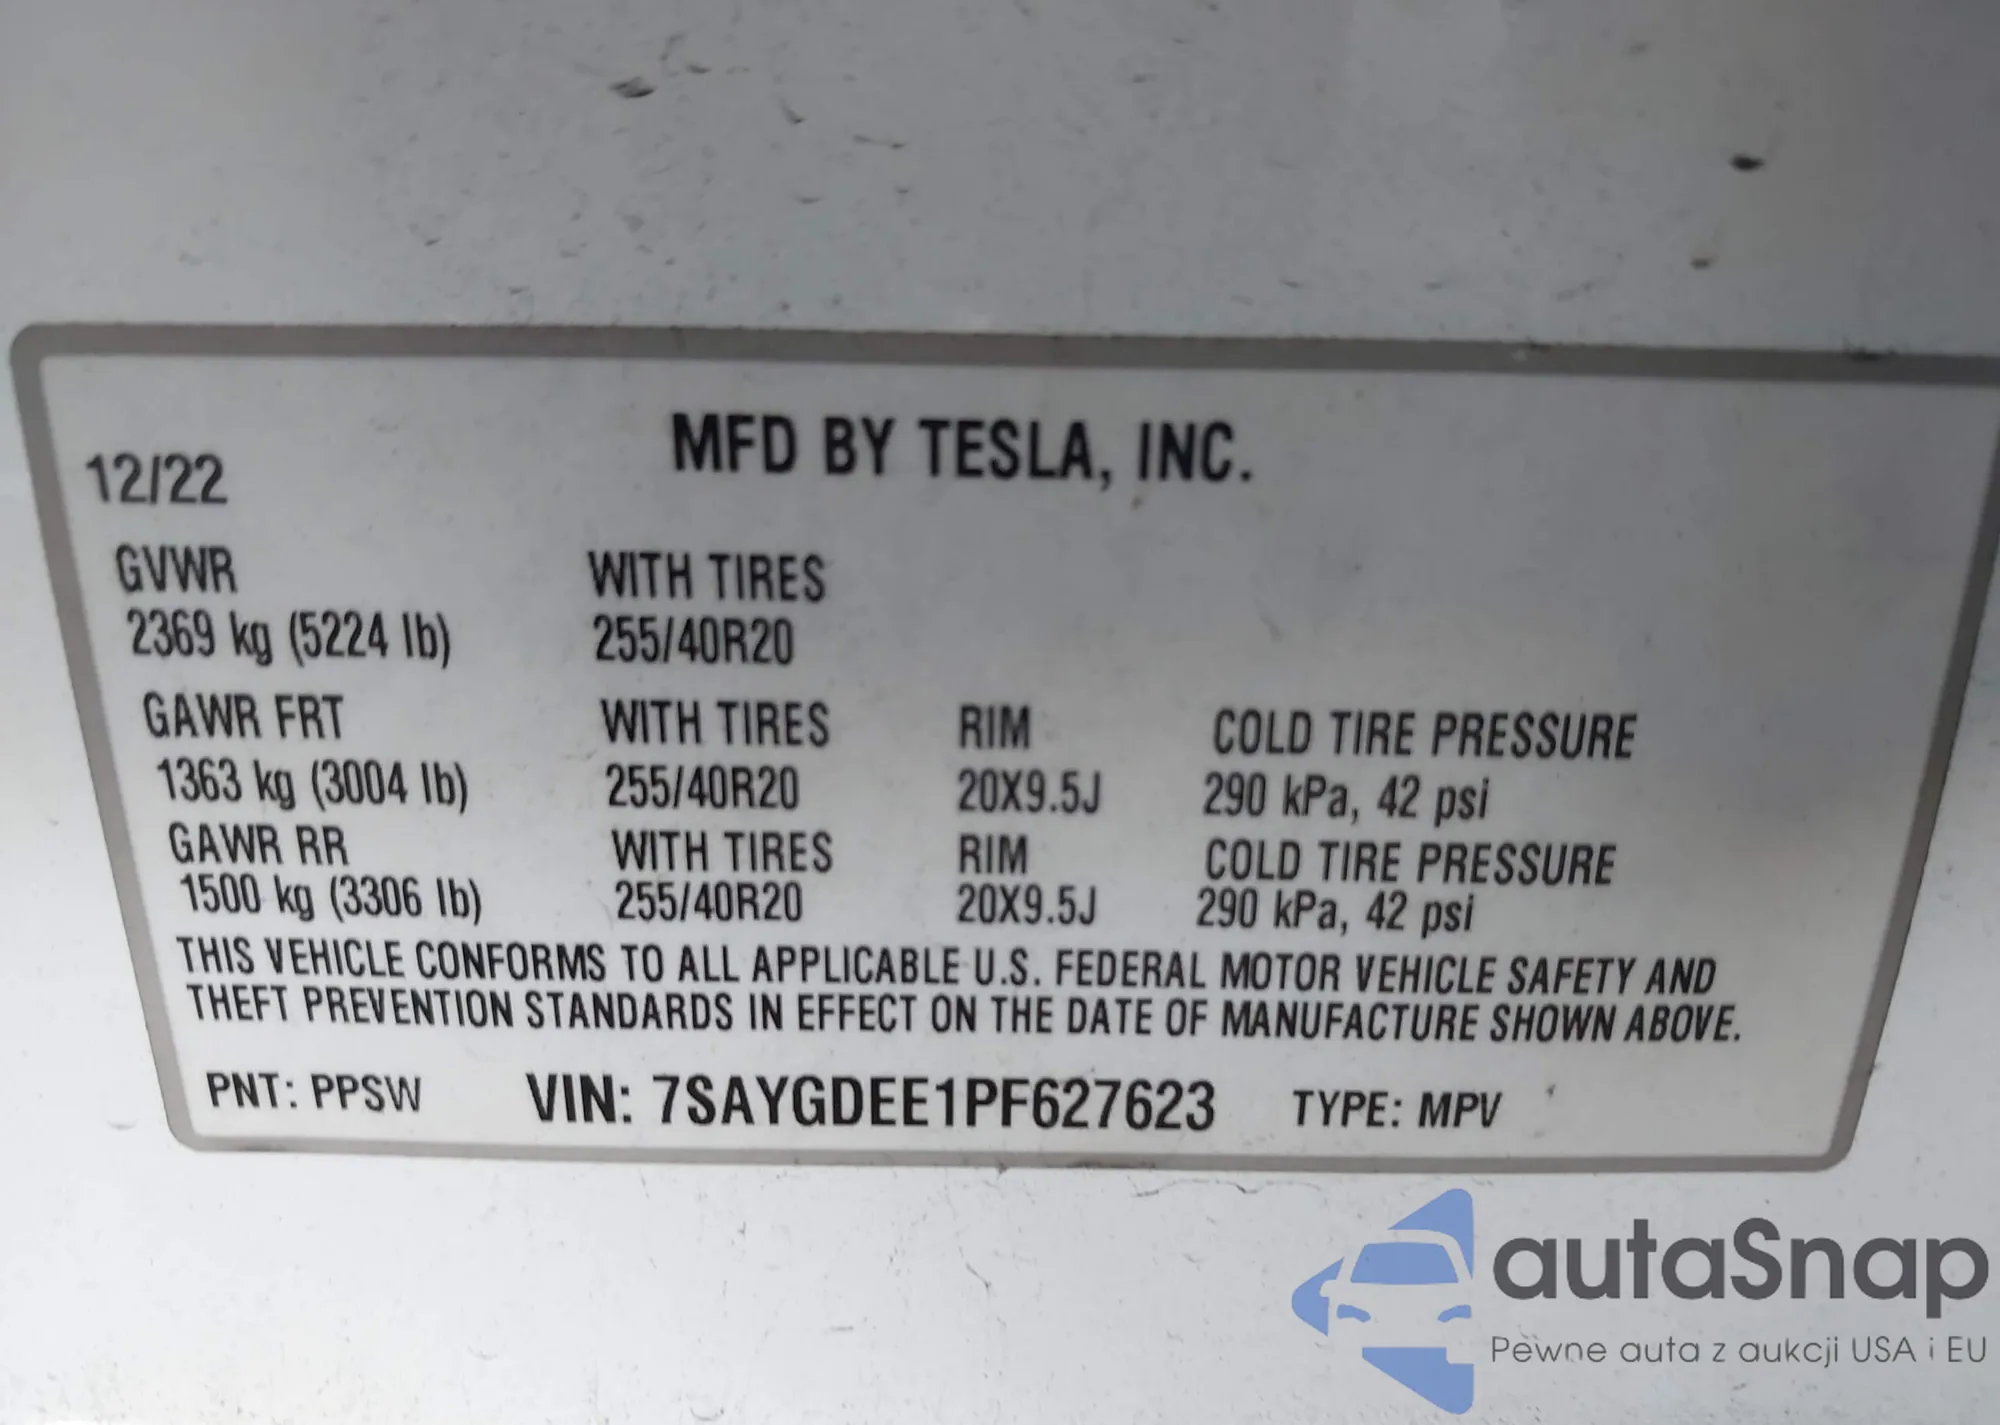 MFD BY TESLA, INC.
12/22
GVWR WITH TIRES
2369 kg (5224 lb) 255/40R20
GAWR FRT WITH TIRES RIM COLD TIRE PRESSURE
1363 kg (3004 lb) 255/40R20 20X9.5J 290 kPa, 42 psi
GAWR RR WITH TIRES RIM COLD TIRE PRESSURE
1500 kg (3306 lb) 255/40R20 20X9.5J 290 kPa, 42 psi
THIS VEHICLE CONFORMS TO ALL APPLICABLE U.S. FEDERAL MOTOR VEHICLE SAFETY AND
THEFT PREVENTION STANDARDS IN EFFECT ON THE DATE OF MANUFACTURE SHOWN ABOVE.
PNT: PPSW VIN: 7SAYGDEE1PF627623 TYPE: MPV
autaSnap
Pewne auta z aukcji USA i EU